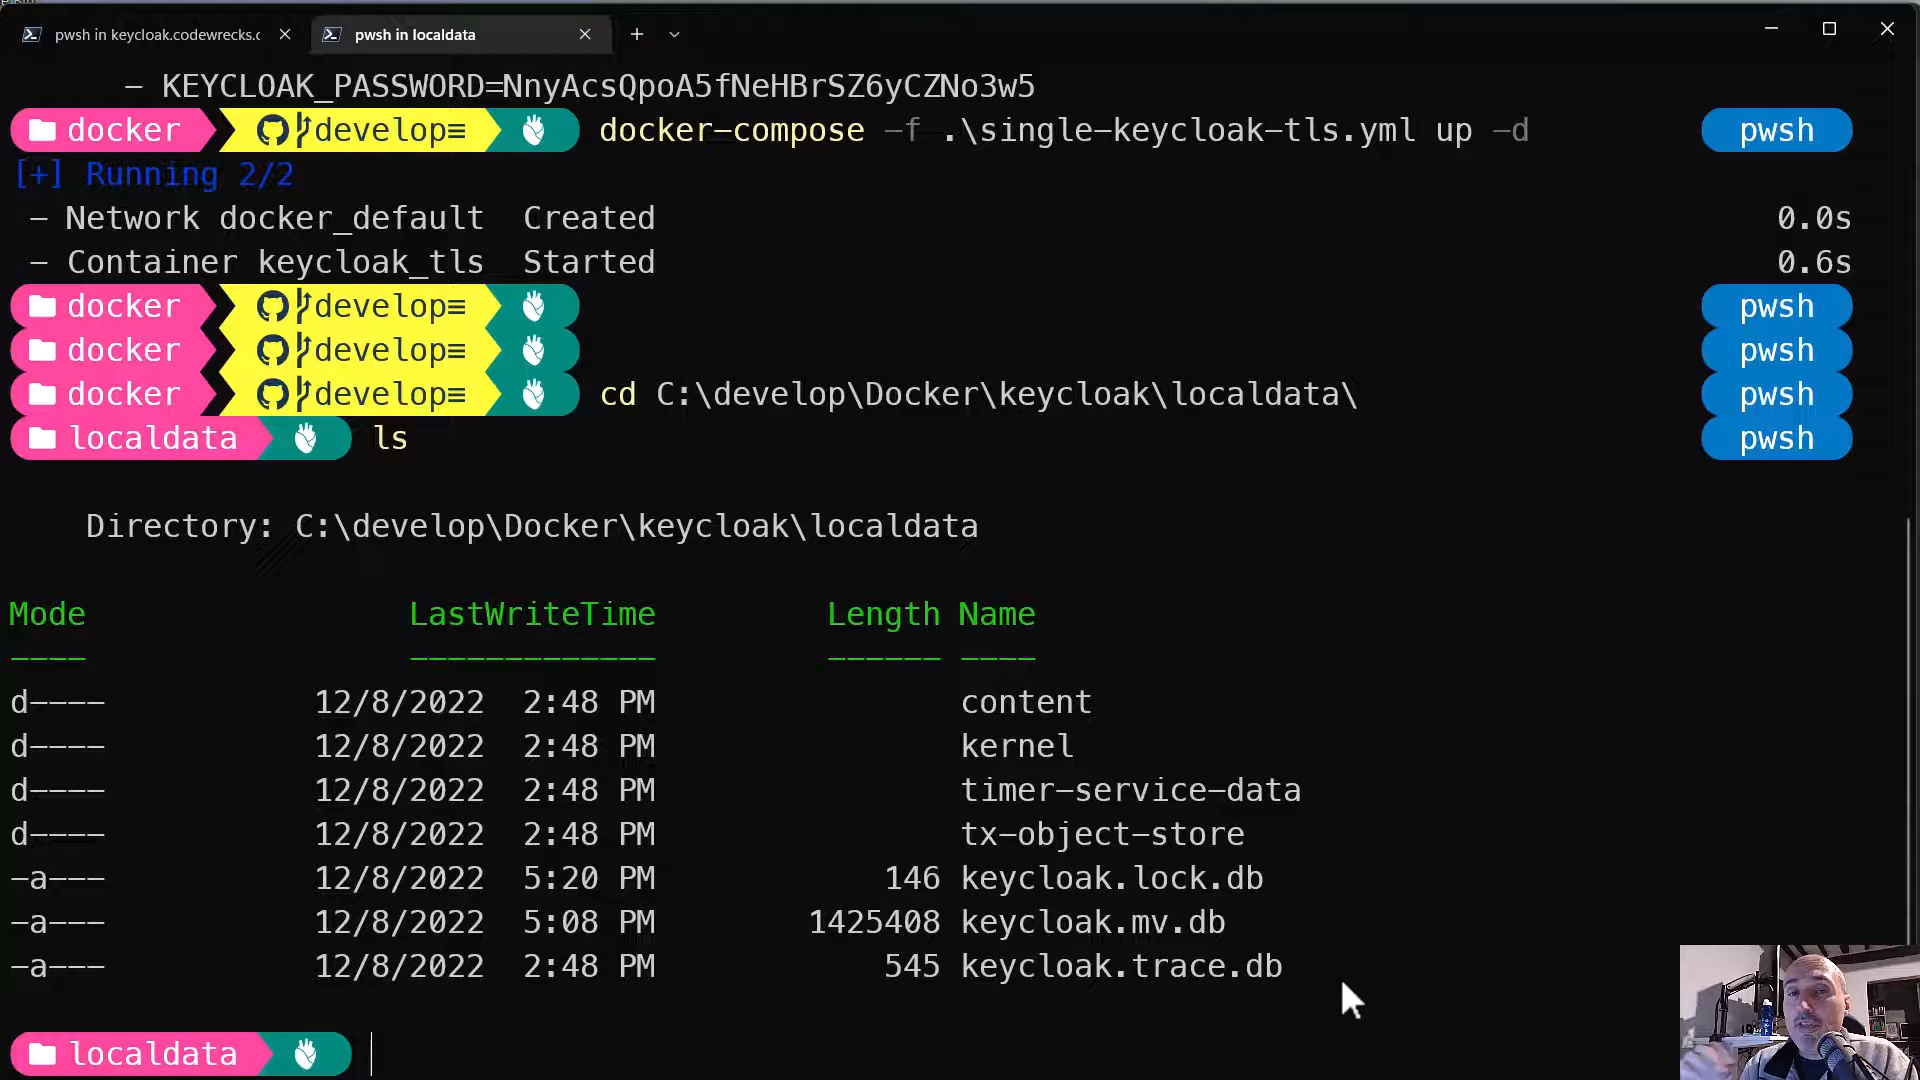 pwsh in keycloak.codewrecks.c
pwsh in localdata
– KEYCLOAK_PASSWORD=NnyAcsQpoA5fNeHBrSZ6yCZNo3w5
docker develop≡ docker-compose -f .\single-keycloak-tls.yml up -d pwsh
[+] Running 2/2
– Network docker_default Created 0.0s
– Container keycloak_tls Started 0.6s
docker develop≡ pwsh
docker develop≡ pwsh
docker develop≡ cd C:\develop\Docker\keycloak\localdata\ pwsh
localdata ls pwsh
Directory: C:\develop\Docker\keycloak\localdata
Mode LastWriteTime Length Name
---- ------------- ------ ----
d---- 12/8/2022 2:48 PM content
d---- 12/8/2022 2:48 PM kernel
d---- 12/8/2022 2:48 PM timer-service-data
d---- 12/8/2022 2:48 PM tx-object-store
-a--- 12/8/2022 5:20 PM 146 keycloak.lock.db
-a--- 12/8/2022 5:08 PM 1425408 keycloak.mv.db
-a--- 12/8/2022 2:48 PM 545 keycloak.trace.db
localdata